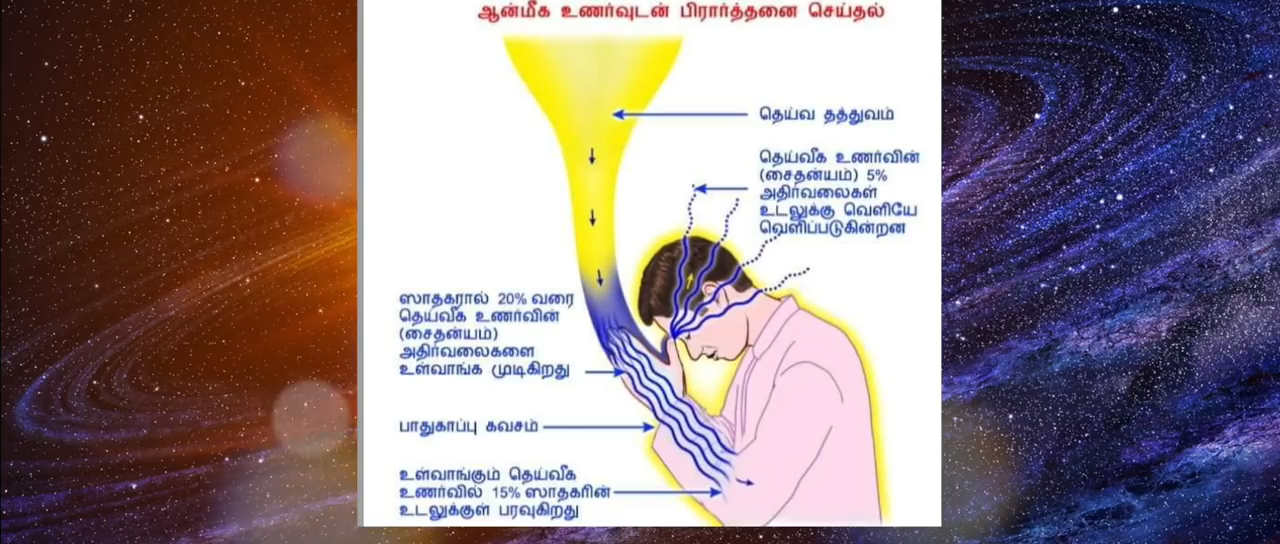 ஆன்மீக உணர்வுடன் பிரார்த்தனை செய்தல்
தெய்வ தத்துவம்
தெய்வீக உணர்வின்
(சைதன்யம்) 5%
அதிர்வலைகள்
உடலுக்கு வெளியே
வெளிப்படுகின்றன
ஸாதகரால் 20% வரை
தெய்வீக உணர்வின்
(சைதன்யம்)
அதிர்வலைகளை
உள்வாங்க முடிகிறது
பாதுகாப்பு கவசம்
உள்வாங்கும் தெய்வீக
உணர்வில் 15% ஸாதகரின்
உடலுக்குள் பரவுகிறது